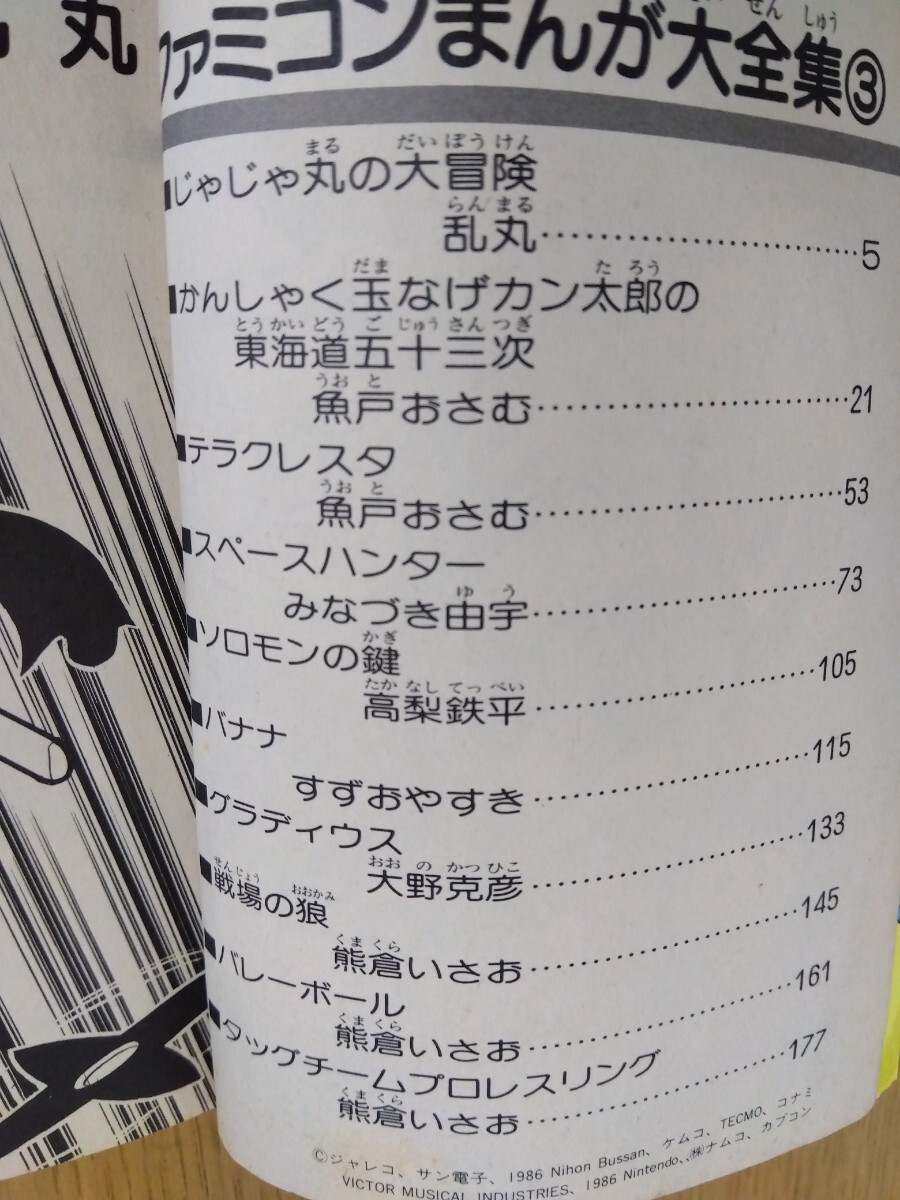 丸
ファミコンまんが大全集③
■じゃじゃ丸の大冒険
乱丸……………5
■かんしゃく玉なげカン太郎の
東海道五十三次
魚戸おさむ……………21
■テラクレスタ
魚戸おさむ……………53
■スペースハンター
みなづき由宇……………73
■ソロモンの鍵
高梨鉄平……………105
■バナナ
すずおやすき……………115
■グラディウス
大野克彦……………133
■戦場の狼
熊倉いさお……………145
■バレーボール
熊倉いさお……………161
■タッグチームプロレスリング
熊倉いさお……………177
Ⓒジャレコ、サン電子、1986 Nihon Bussan、ケムコ、TECMO、コナミ
VICTOR MUSICAL INDUSTRIES、1986 Nintendo、㈱ナムコ、カプコン